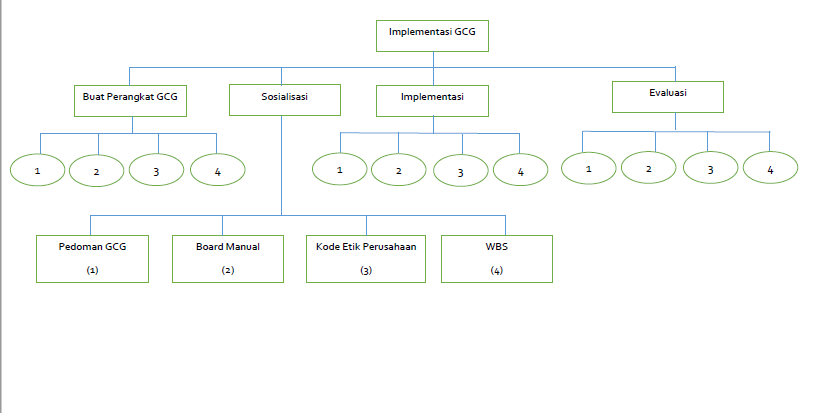 Implementasi GCG
Buat Perangkat GCG
Sosialisasi
Implementasi
Evaluasi
1
2
3
4
1
2
3
4
1
2
3
4
Pedoman GCG
(1)
Board Manual
(2)
Kode Etik Perusahaan
(3)
WBS
(4)